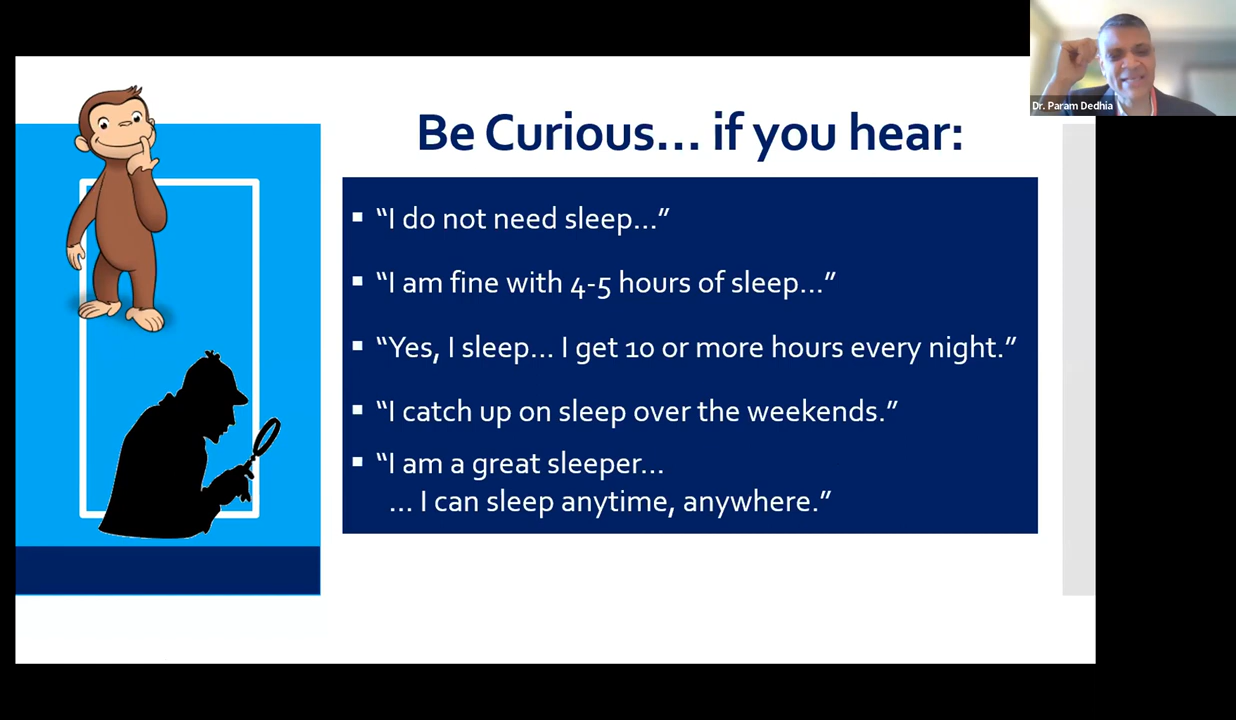 Dr. Param Dedhia
Be Curious... if you hear:
▪ “I do not need sleep...”
▪ “I am fine with 4-5 hours of sleep...”
▪ “Yes, I sleep... I get 10 or more hours every night.”
▪ “I catch up on sleep over the weekends.”
▪ “I am a great sleeper...
... I can sleep anytime, anywhere.”